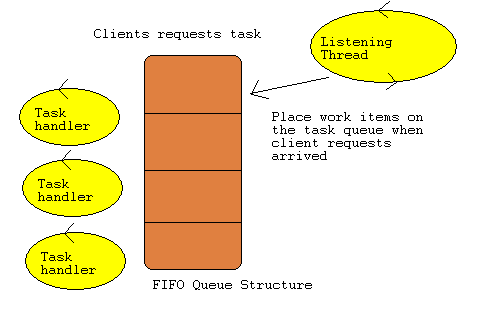 Clients requests task
Listening
Thread
Place work items on
the task queue when
client requests
arrived
Task
handler
Task
handler
Task
handler
FIFO Queue Structure